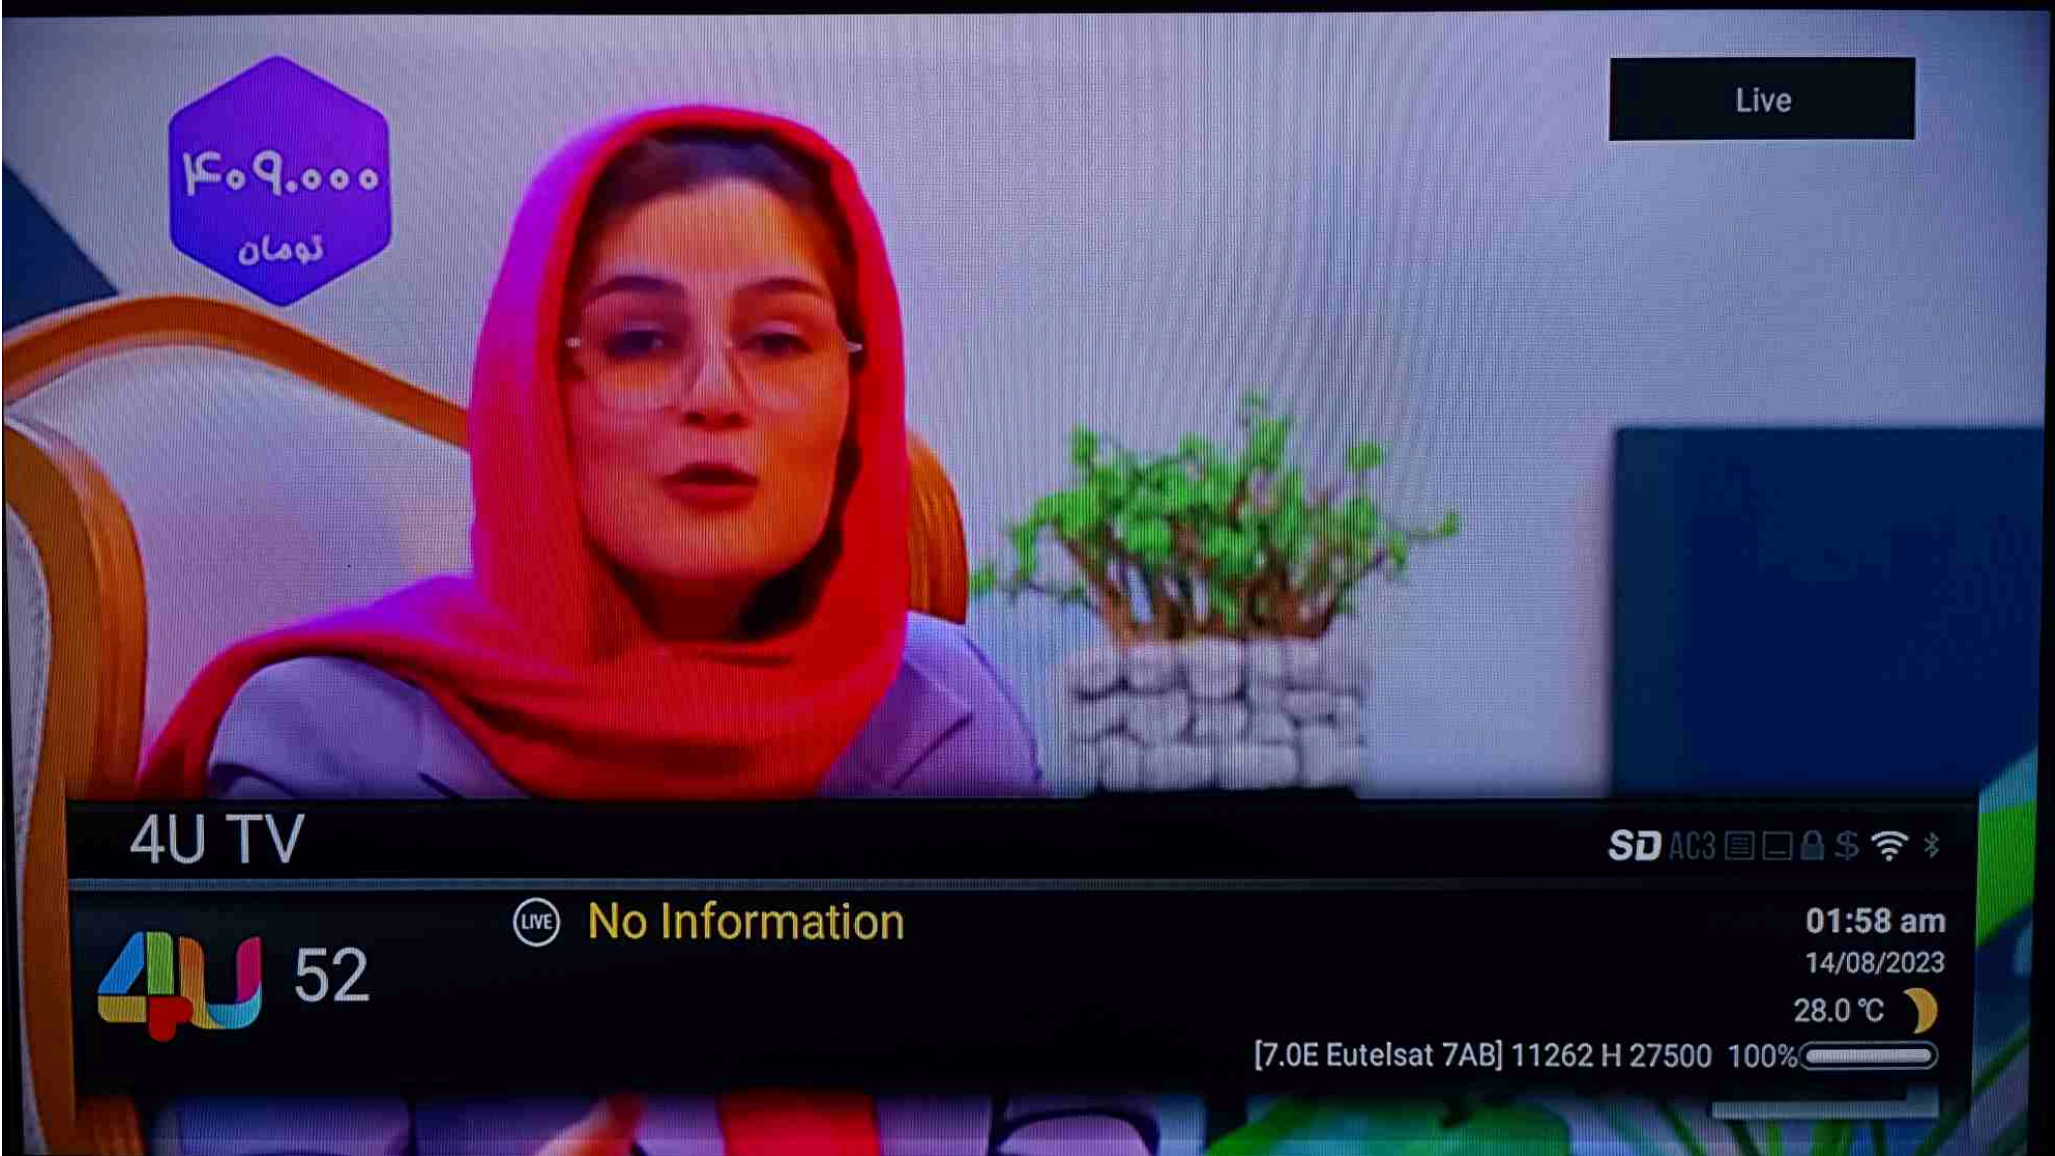 ۴۰۹.۰۰۰
تومان
Live
4U TV
SD AC3 $
LIVE No Information
4U 52
01:58 am
14/08/2023
28.0 °C
[7.0E Eutelsat 7AB] 11262 H 27500 100%